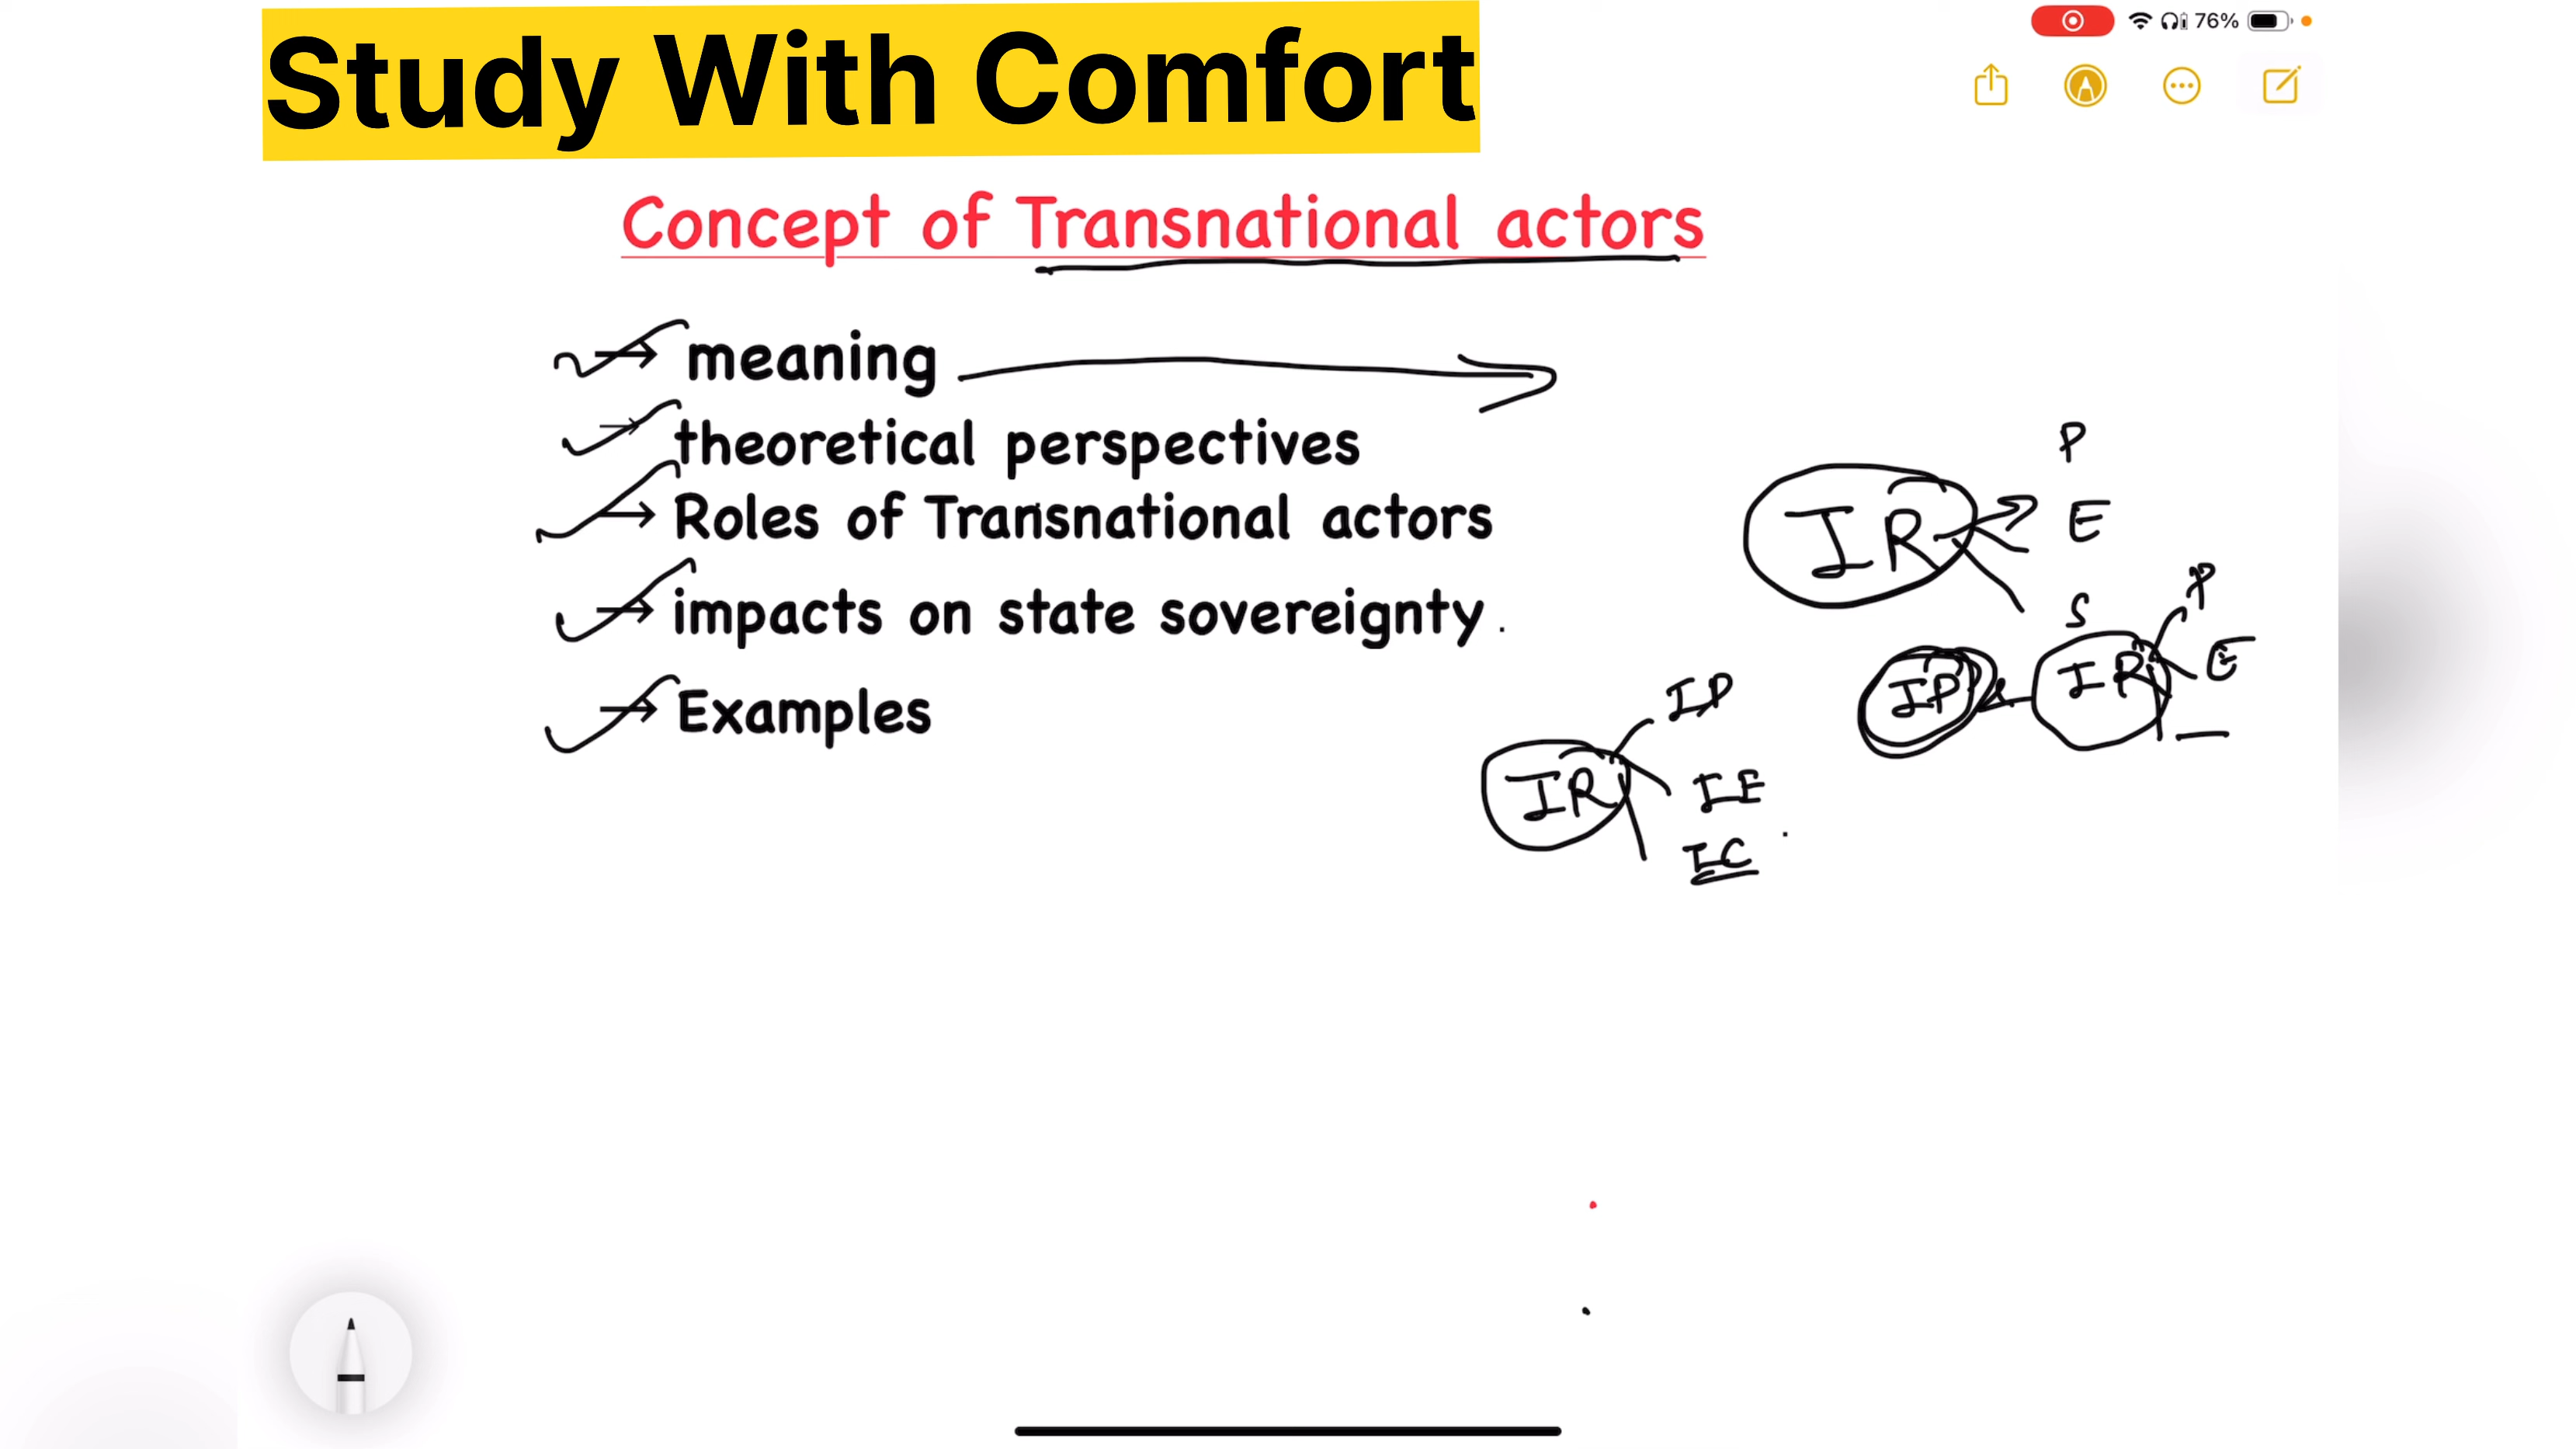 Study With Comfort
76%
Concept of Transnational actors
→ meaning
→ theoretical perspectives
→ Roles of Transnational actors
→ impacts on state sovereignty.
→ Examples
IR
P
E
S
IP
IR
P
E
IR
IP
IE
IC